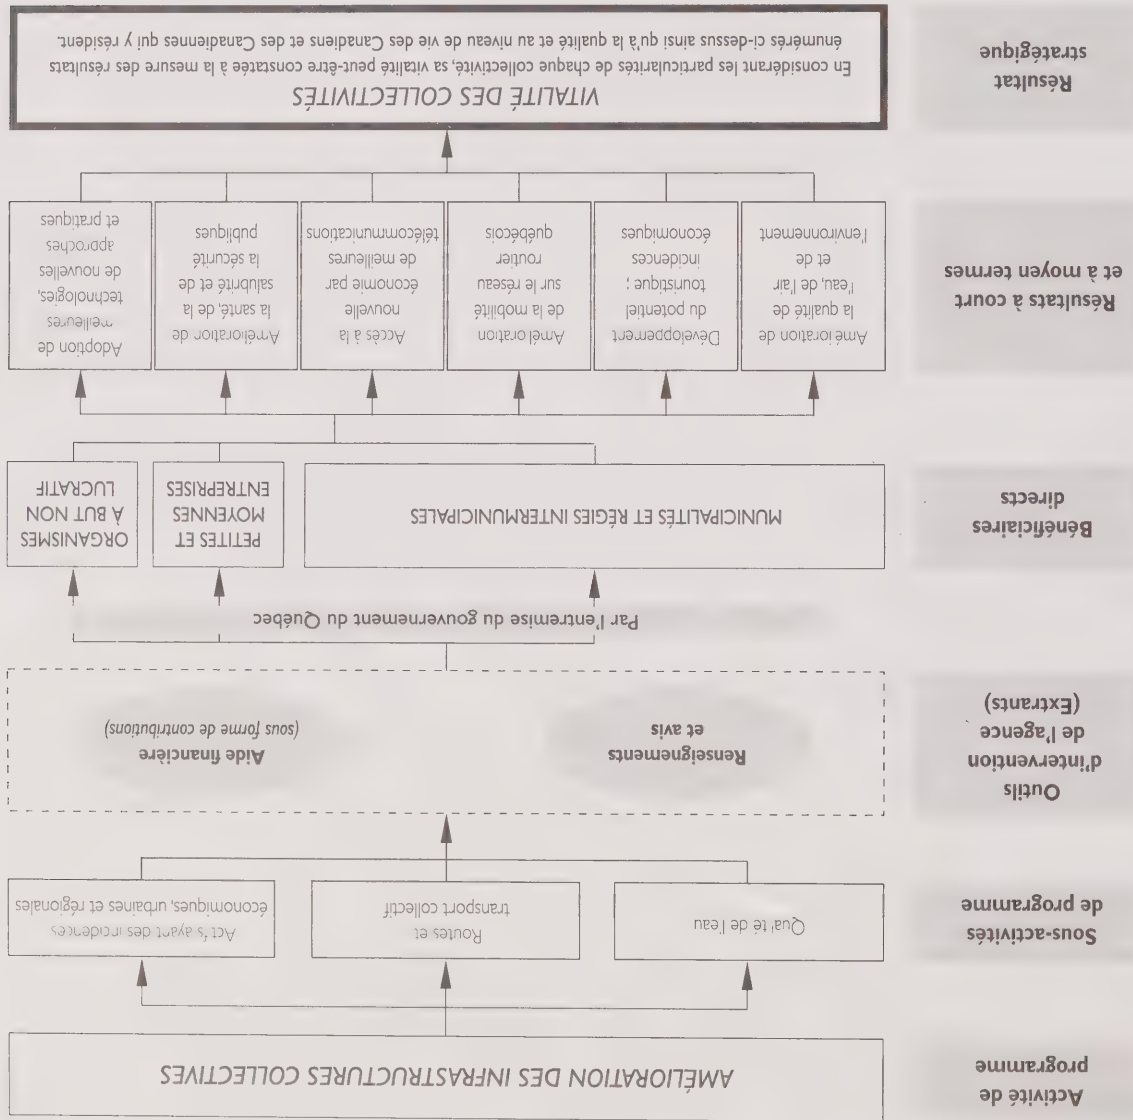 Activité de
programme
AMÉLIORATION DES INFRASTRUCTURES COLLECTIVES
Sous-activités
de programme
Qualité de l'eau
Routes et
transport collectif
Actifs ayant des incidences
économiques, urbaines et régionales
Outils
d'intervention
de l'agence
(Extrants)
Renseignements
et avis
Aide financière
(sous forme de contributions)
Par l'entremise du gouvernement du Québec
Bénéficiaires
directs
MUNICIPALITÉS ET RÉGIES INTERMUNICIPALES
PETITES ET
MOYENNES
ENTREPRISES
ORGANISMES
À BUT NON
LUCRATIF
Résultats à court
et à moyen termes
Amélioration de
la qualité de
l'eau, de l'air
et de
l'environnement
Développement
du potentiel
touristique ;
incidences
économiques
Amélioration
de la mobilité
sur le réseau
routier
québécois
Accès à la
nouvelle
économie par
de meilleures
télécommunications
Amélioration de
la santé, de la
salubrité et de
la sécurité
publiques
Adoption de
meilleures
technologies,
de nouvelles
approches
et pratiques
Résultat
stratégique
VITALITÉ DES COLLECTIVITÉS
En considérant les particularités de chaque collectivité, sa vitalité peut-être constatée à la mesure des résultats
énumérés ci-dessus ainsi qu'à la qualité et au niveau de vie des Canadiens et des Canadiennes qui y résident.